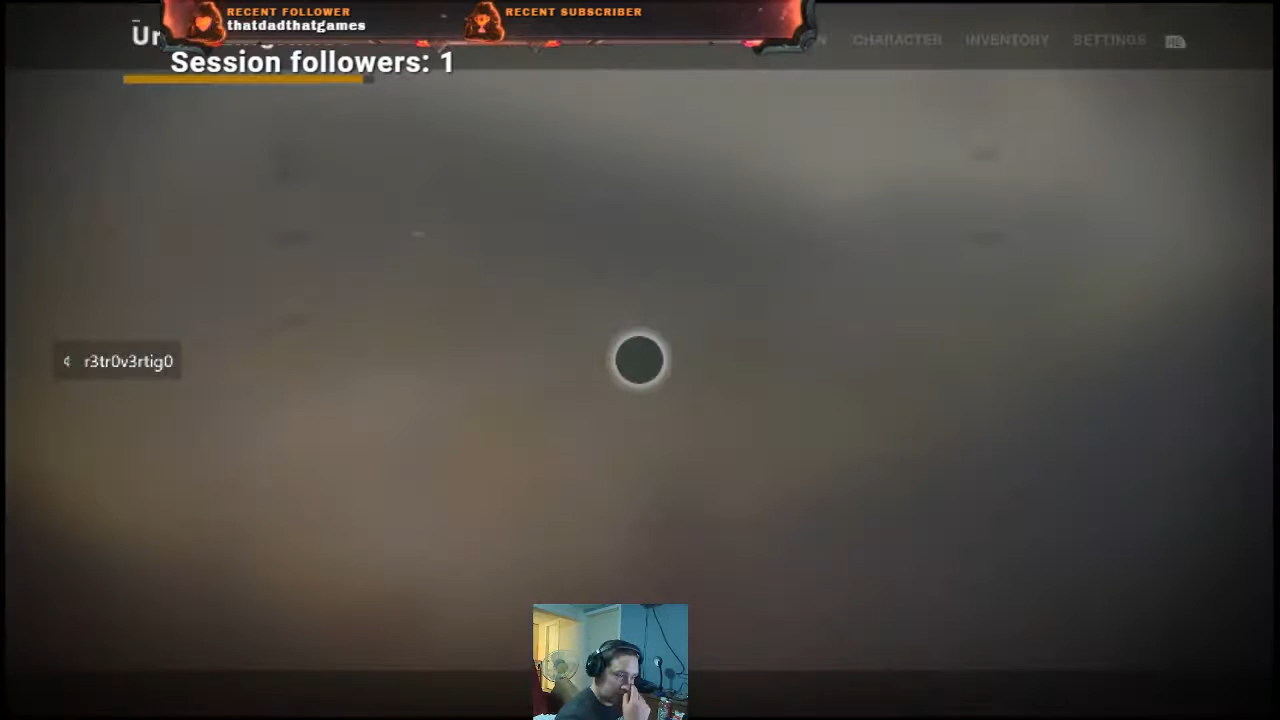 RECENT FOLLOWER
thatdadthatgames
RECENT SUBSCRIBER
CHARACTER
INVENTORY
SETTINGS
Session followers: 1
r3tr0v3rtig0